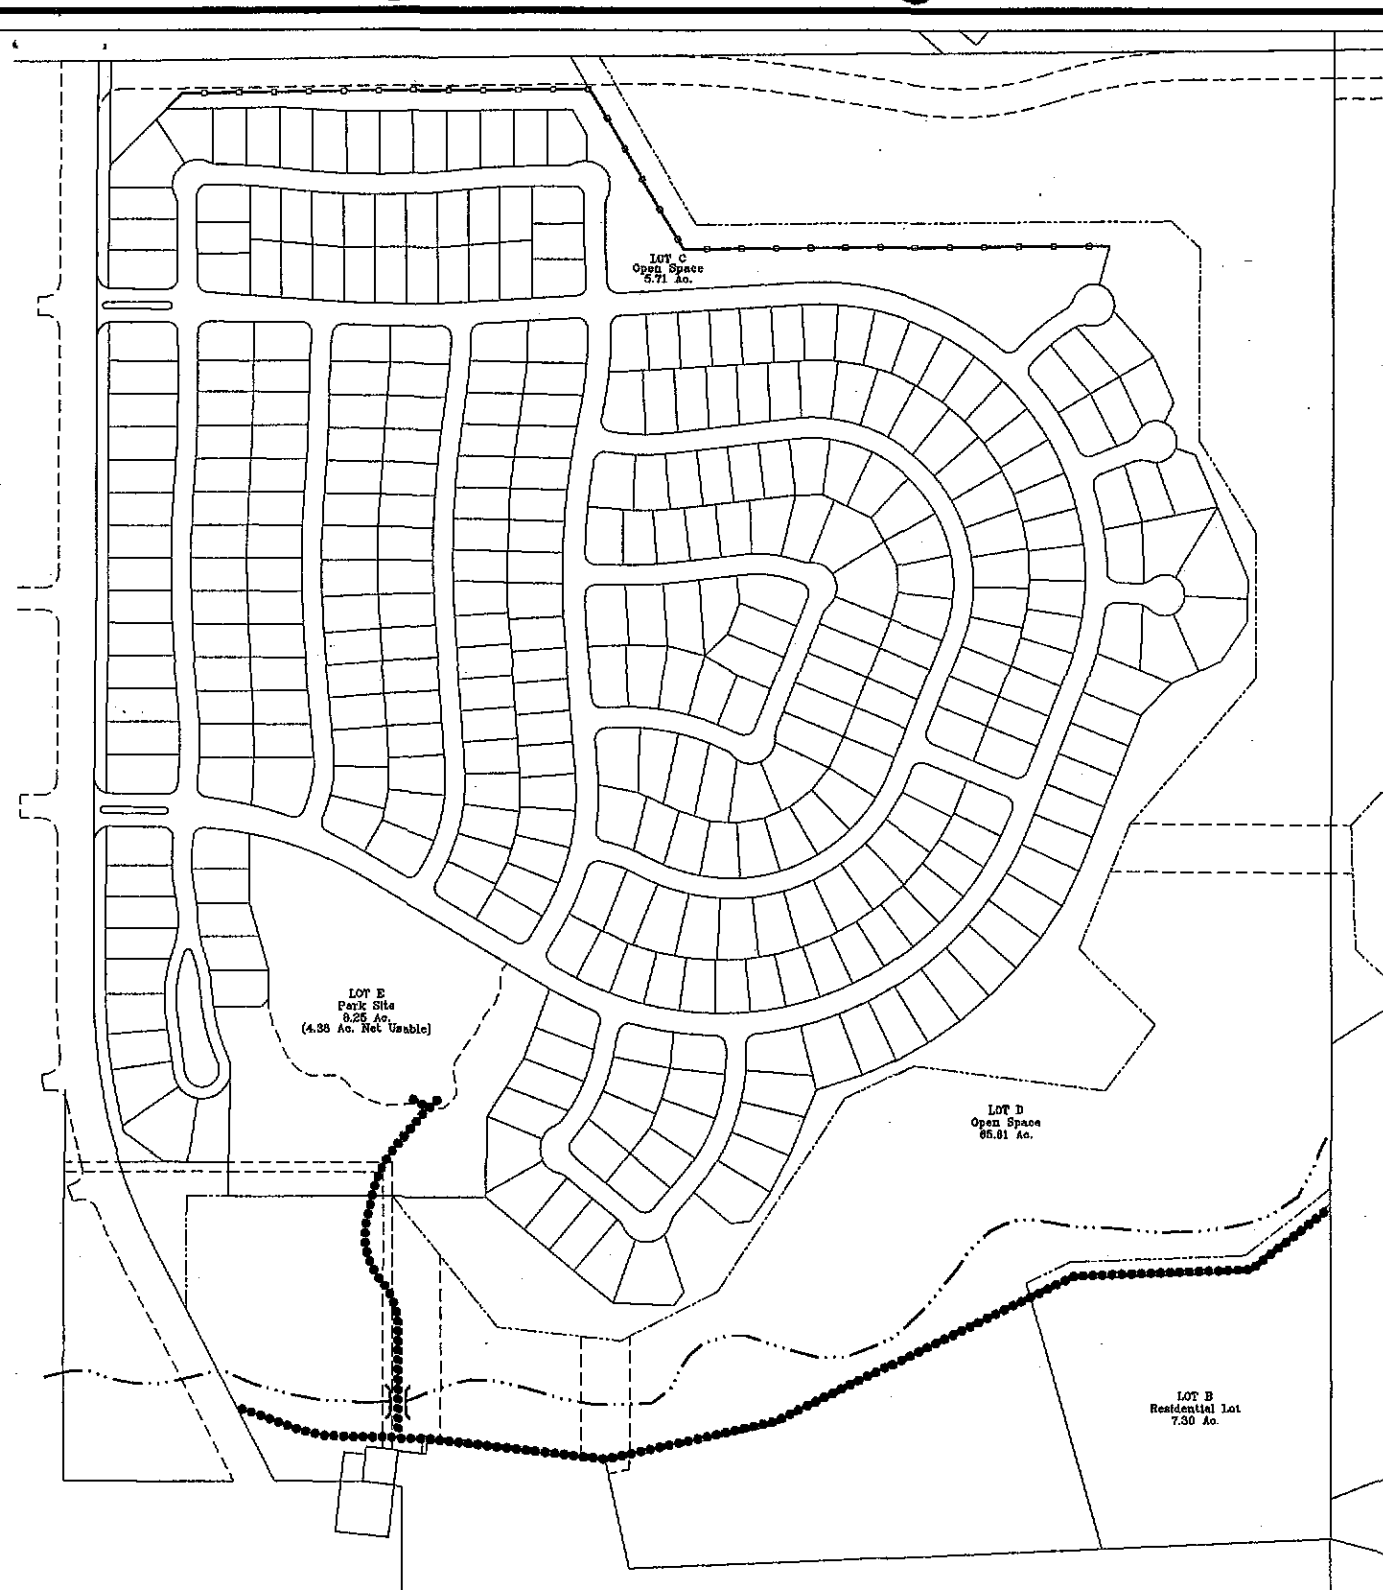 LOT C
Open Space
5.71 Ac.
LOT E
Park Site
8.25 Ac.
(4.38 Ac. Net Usable)
LOT D
Open Space
65.81 Ac.
LOT B
Residential Lot
7.30 Ac.